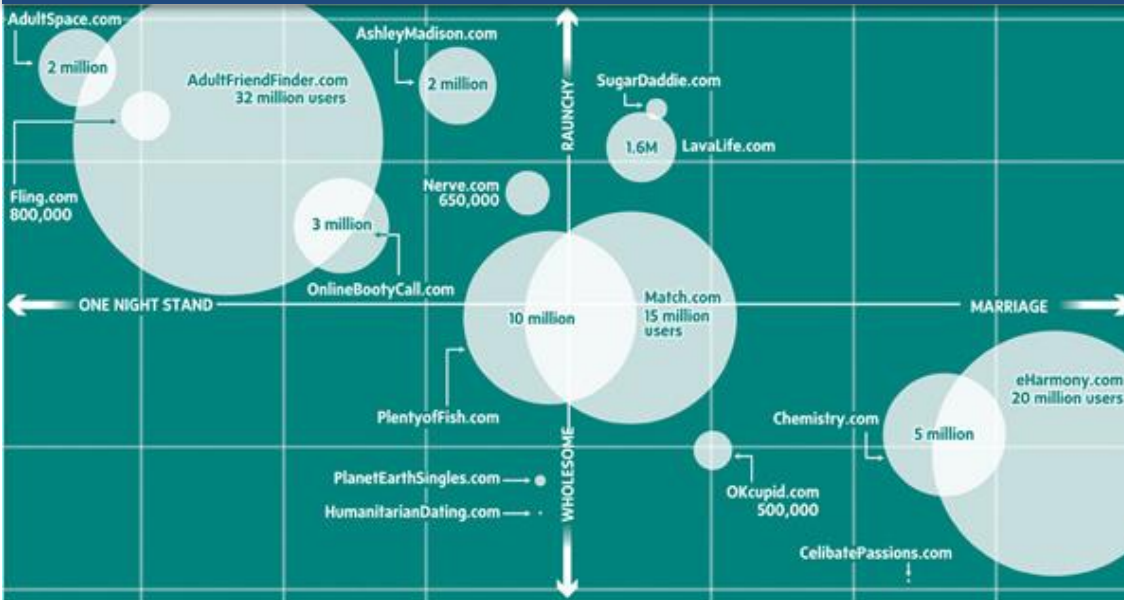 AdultSpace.com
2 million
AdultFriendFinder.com
32 million users
AshleyMadison.com
2 million
RAUNCHY
SugarDaddie.com
1.6M
LavaLife.com
Fling.com
800,000
Nerve.com
650,000
3 million
OnlineBootyCall.com
ONE NIGHT STAND
MARRIAGE
10 million
Match.com
15 million
users
PlentyofFish.com
eHarmony.com
20 million users
Chemistry.com
5 million
PlanetEarthSingles.com
HumanitarianDating.com
WHOLESOME
OKcupid.com
500,000
CelibatePassions.com